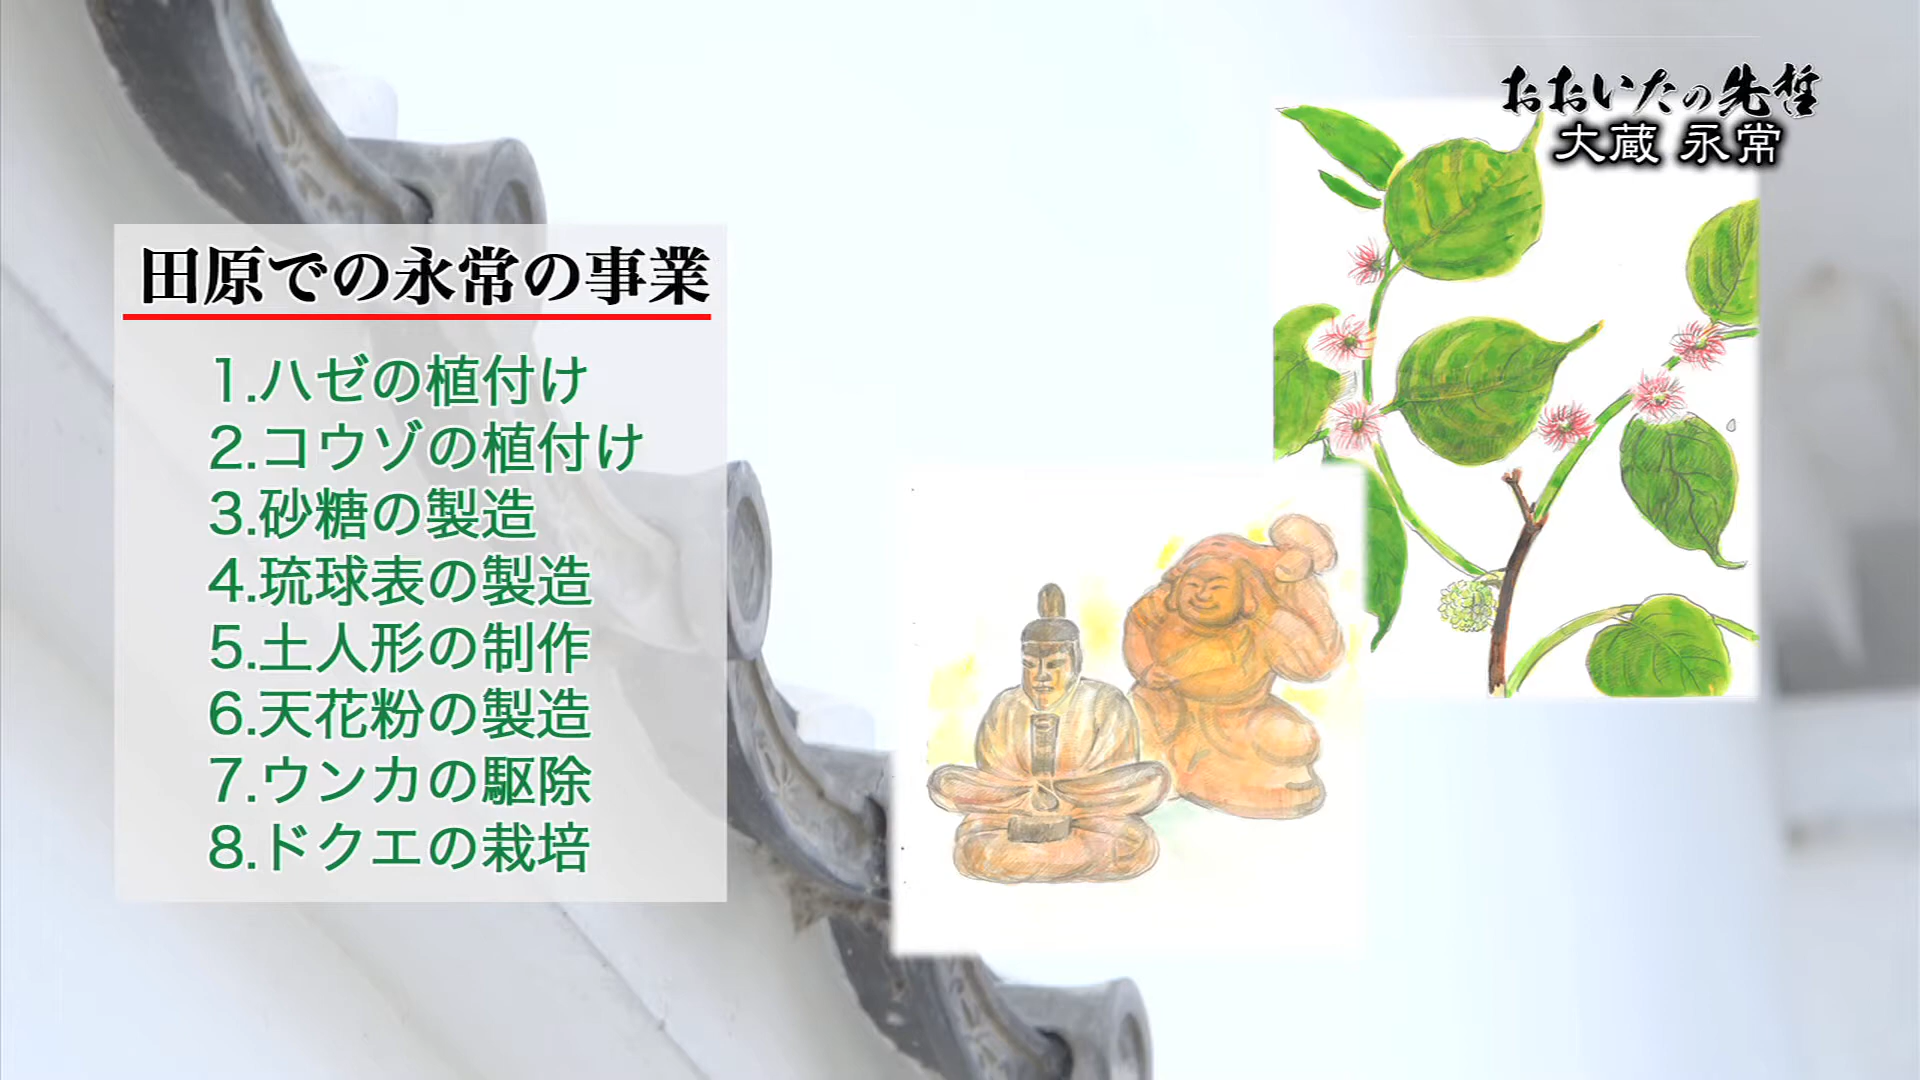 おおいたの先哲
大蔵 永常
田原での永常の事業
1.ハゼの植付け
2.コウゾの植付け
3.砂糖の製造
4.琉球表の製造
5.土人形の制作
6.天花粉の製造
7.ウンカの駆除
8.ドクエの栽培